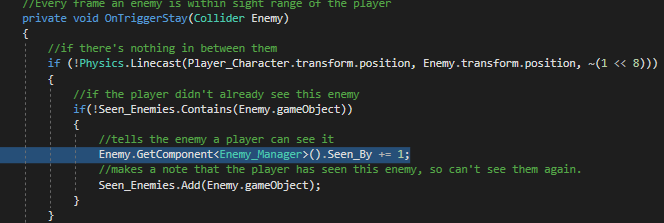 //Every frame an enemy is within sight range of the player
private void OnTriggerStay(Collider Enemy)
{
//if there's nothing in between them
if (!Physics.Linecast(Player_Character.transform.position, Enemy.transform.position, ~(1 << 8)))
{
//if the player didn't already see this enemy
if(!Seen_Enemies.Contains(Enemy.gameObject))
{
//tells the enemy a player can see it
Enemy.GetComponent<Enemy_Manager>().Seen_By += 1;
//makes a note that the player has seen this enemy, so can't see them again.
Seen_Enemies.Add(Enemy.gameObject);
}
}